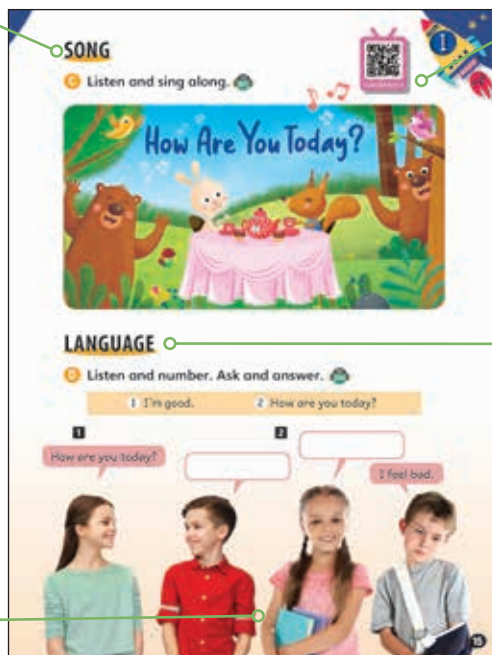 SONG
1
C Listen and sing along.
How Are You Today?
LANGUAGE
D Listen and number. Ask and answer.
1 I'm good. 2 How are you today?
1 2
How are you today?
I feel bad.
15